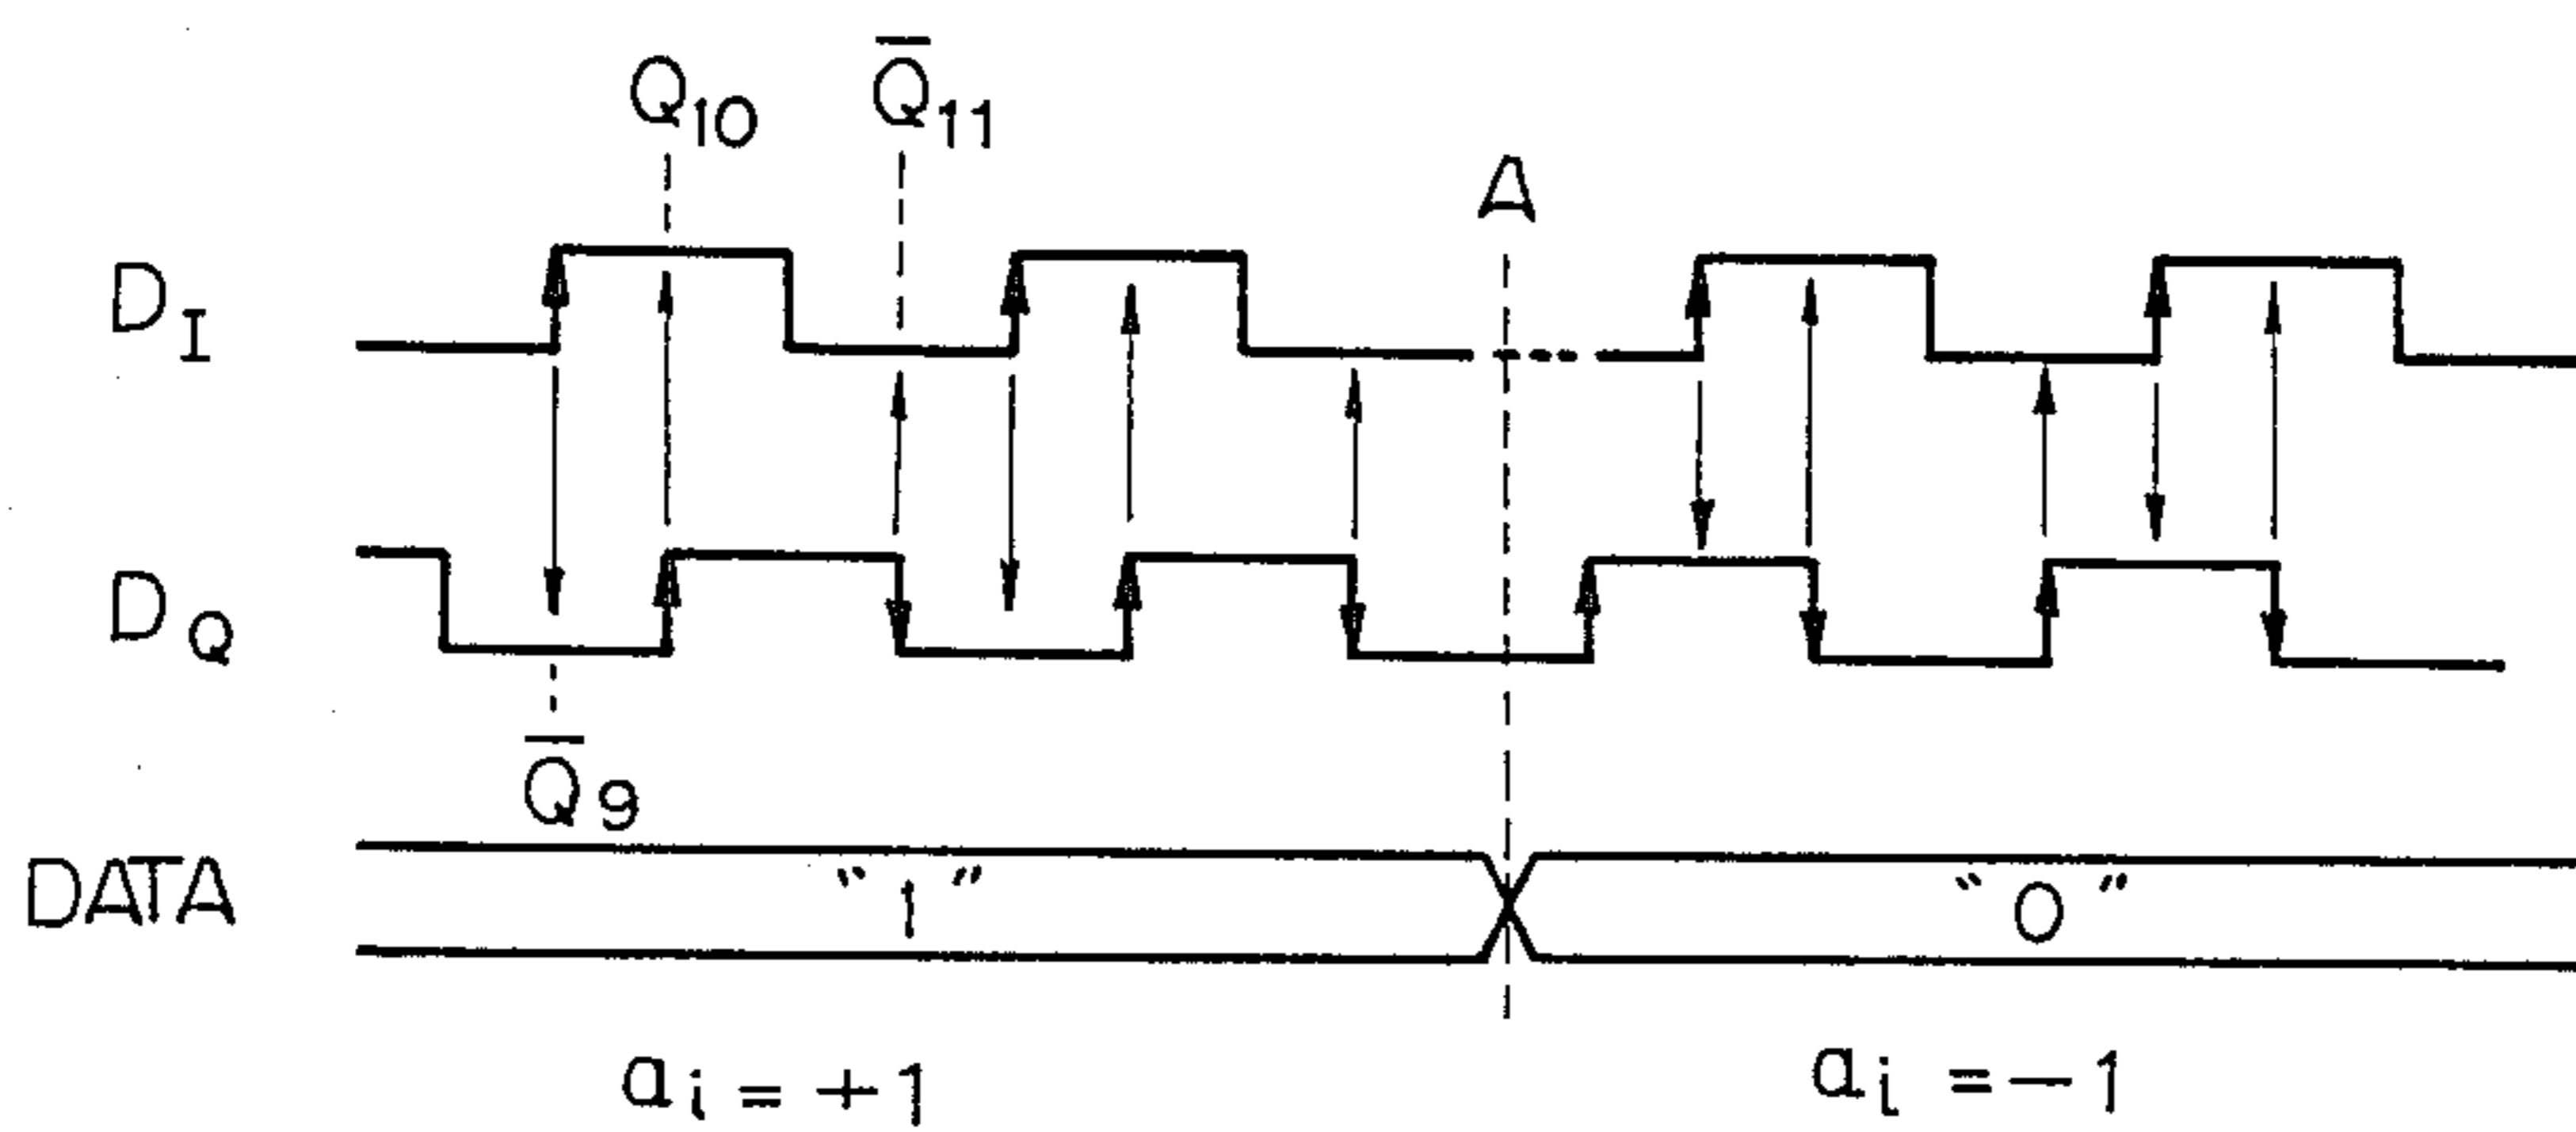 Q10 Q̅11
A
DI
DQ
Q̅9
DATA "1" "0"
ai = +1 ai = −1